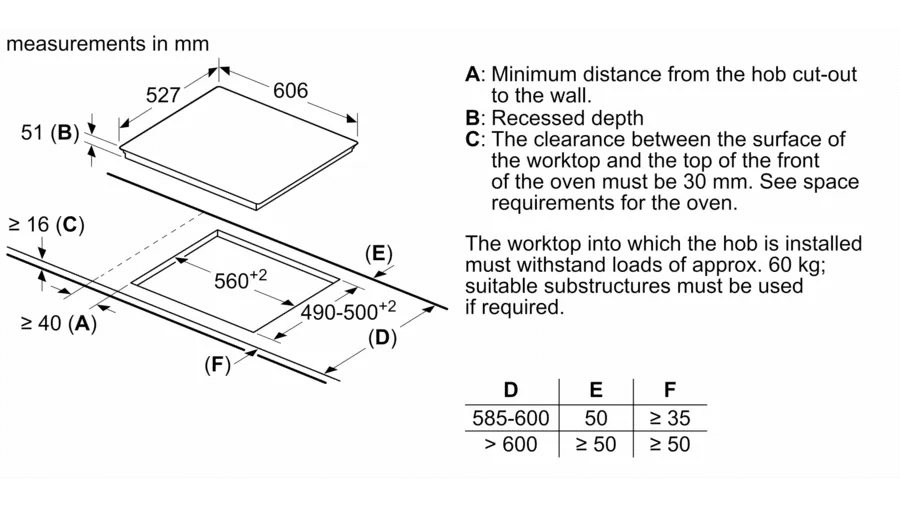 measurements in mm
527
606
51 (B)
≥ 16 (C)
(E)
560+2
490-500+2
≥ 40 (A)
(D)
(F)
A: Minimum distance from the hob cut-out
to the wall.
B: Recessed depth
C: The clearance between the surface of
the worktop and the top of the front
of the oven must be 30 mm. See space
requirements for the oven.
The worktop into which the hob is installed
must withstand loads of approx. 60 kg;
suitable substructures must be used
if required.
D E F
585-600 50 ≥ 35
> 600 ≥ 50 ≥ 50